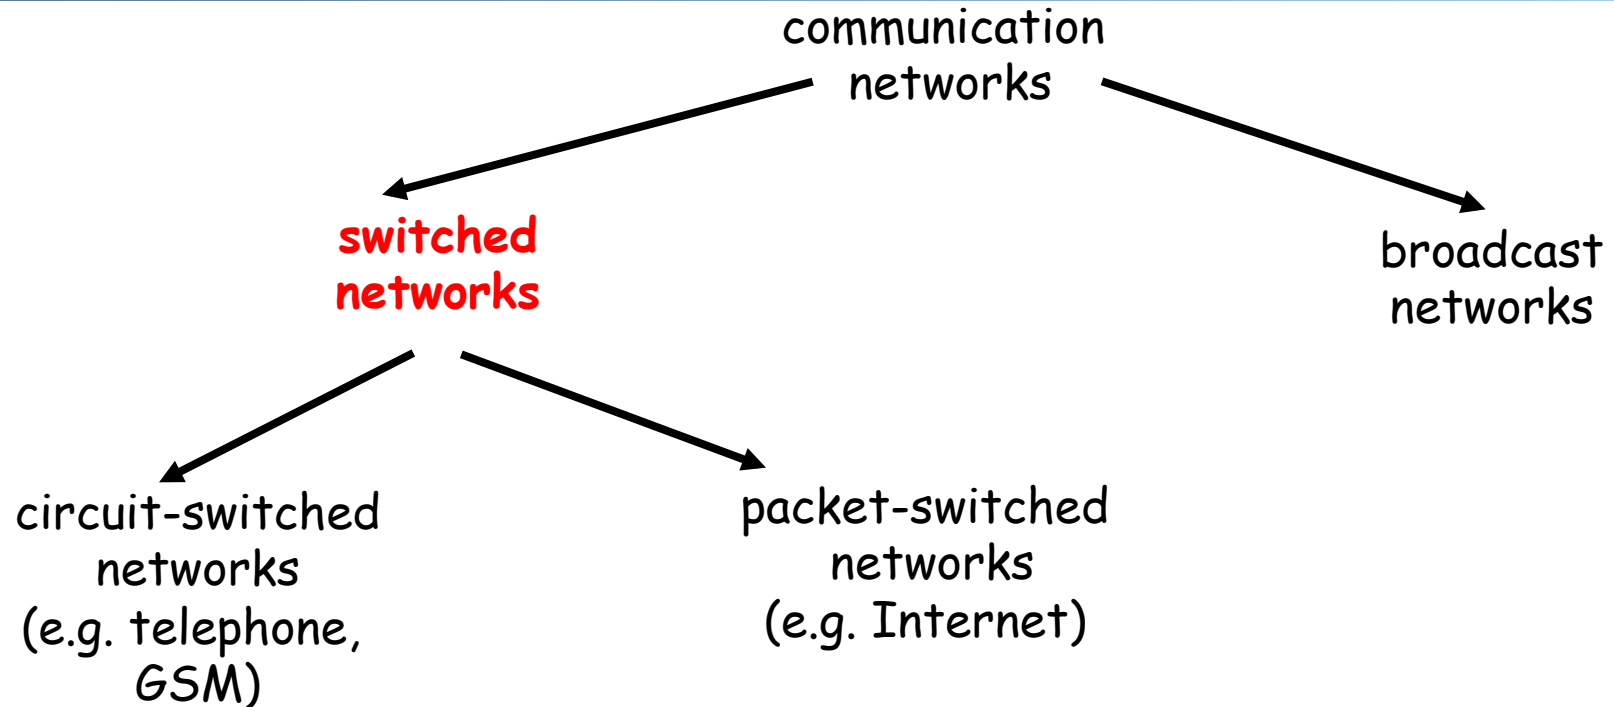 communication
networks
switched
networks
broadcast
networks
circuit-switched
networks
(e.g. telephone,
GSM)
packet-switched
networks
(e.g. Internet)